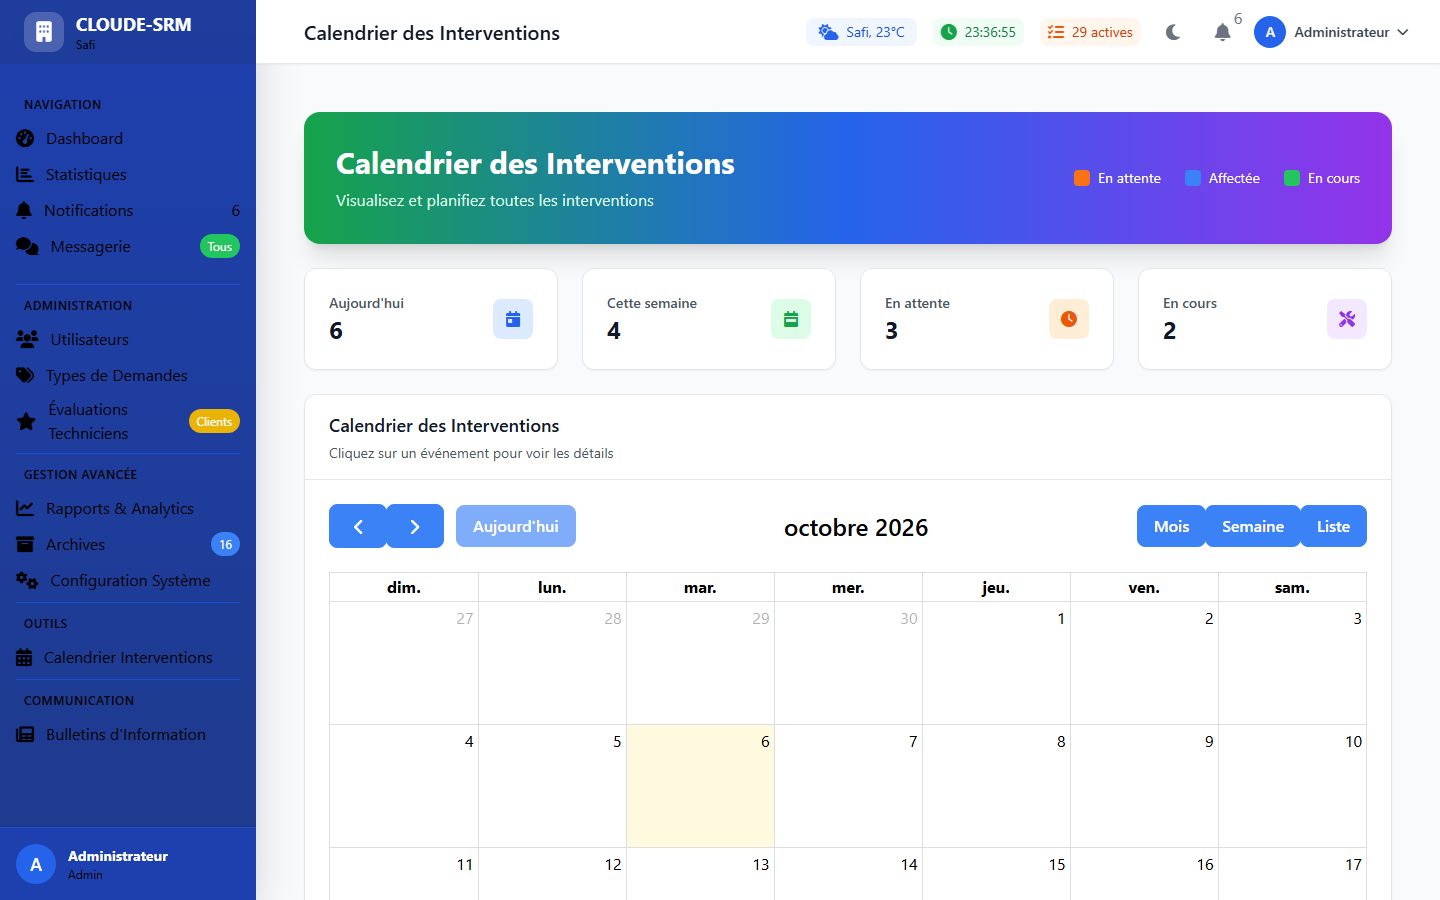 CLOUDE-SRM
Safi
NAVIGATION
Dashboard
Statistiques
Notifications 6
Messagerie Tous
ADMINISTRATION
Utilisateurs
Types de Demandes
Évaluations
Techniciens
Clients
GESTION AVANCÉE
Rapports & Analytics
Archives 16
Configuration Système
OUTILS
Calendrier Interventions
COMMUNICATION
Bulletins d'Information
A
Administrateur
Admin
Calendrier des Interventions
Safi, 23°C
23:36:55
29 actives
6
A Administrateur
Calendrier des Interventions
Visualisez et planifiez toutes les interventions
En attente Affectée En cours
Aujourd'hui
6
Cette semaine
4
En attente
3
En cours
2
Calendrier des Interventions
Cliquez sur un événement pour voir les détails
Aujourd'hui
octobre 2026
Mois Semaine Liste
dim. lun. mar. mer. jeu. ven. sam.
27 28 29 30 1 2 3
4 5 6 7 8 9 10
11 12 13 14 15 16 17